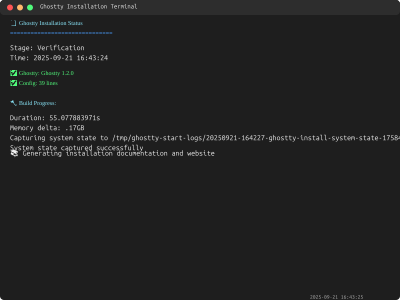 Ghostty Installation Terminal
Ghostty Installation Status
==============================
Stage: Verification
Time: 2025-09-21 16:43:24
✅ Ghostty: Ghostty 1.2.0
✅ Config: 39 lines
🔨 Build Progress:
Duration: 55.077883971s
Memory delta: .17GB
Capturing system state to /tmp/ghostty-start-logs/20250921-164227-ghostty-install-system-state-1758
System state captured successfully
📚 Generating installation documentation and website
2025-09-21 16:43:23